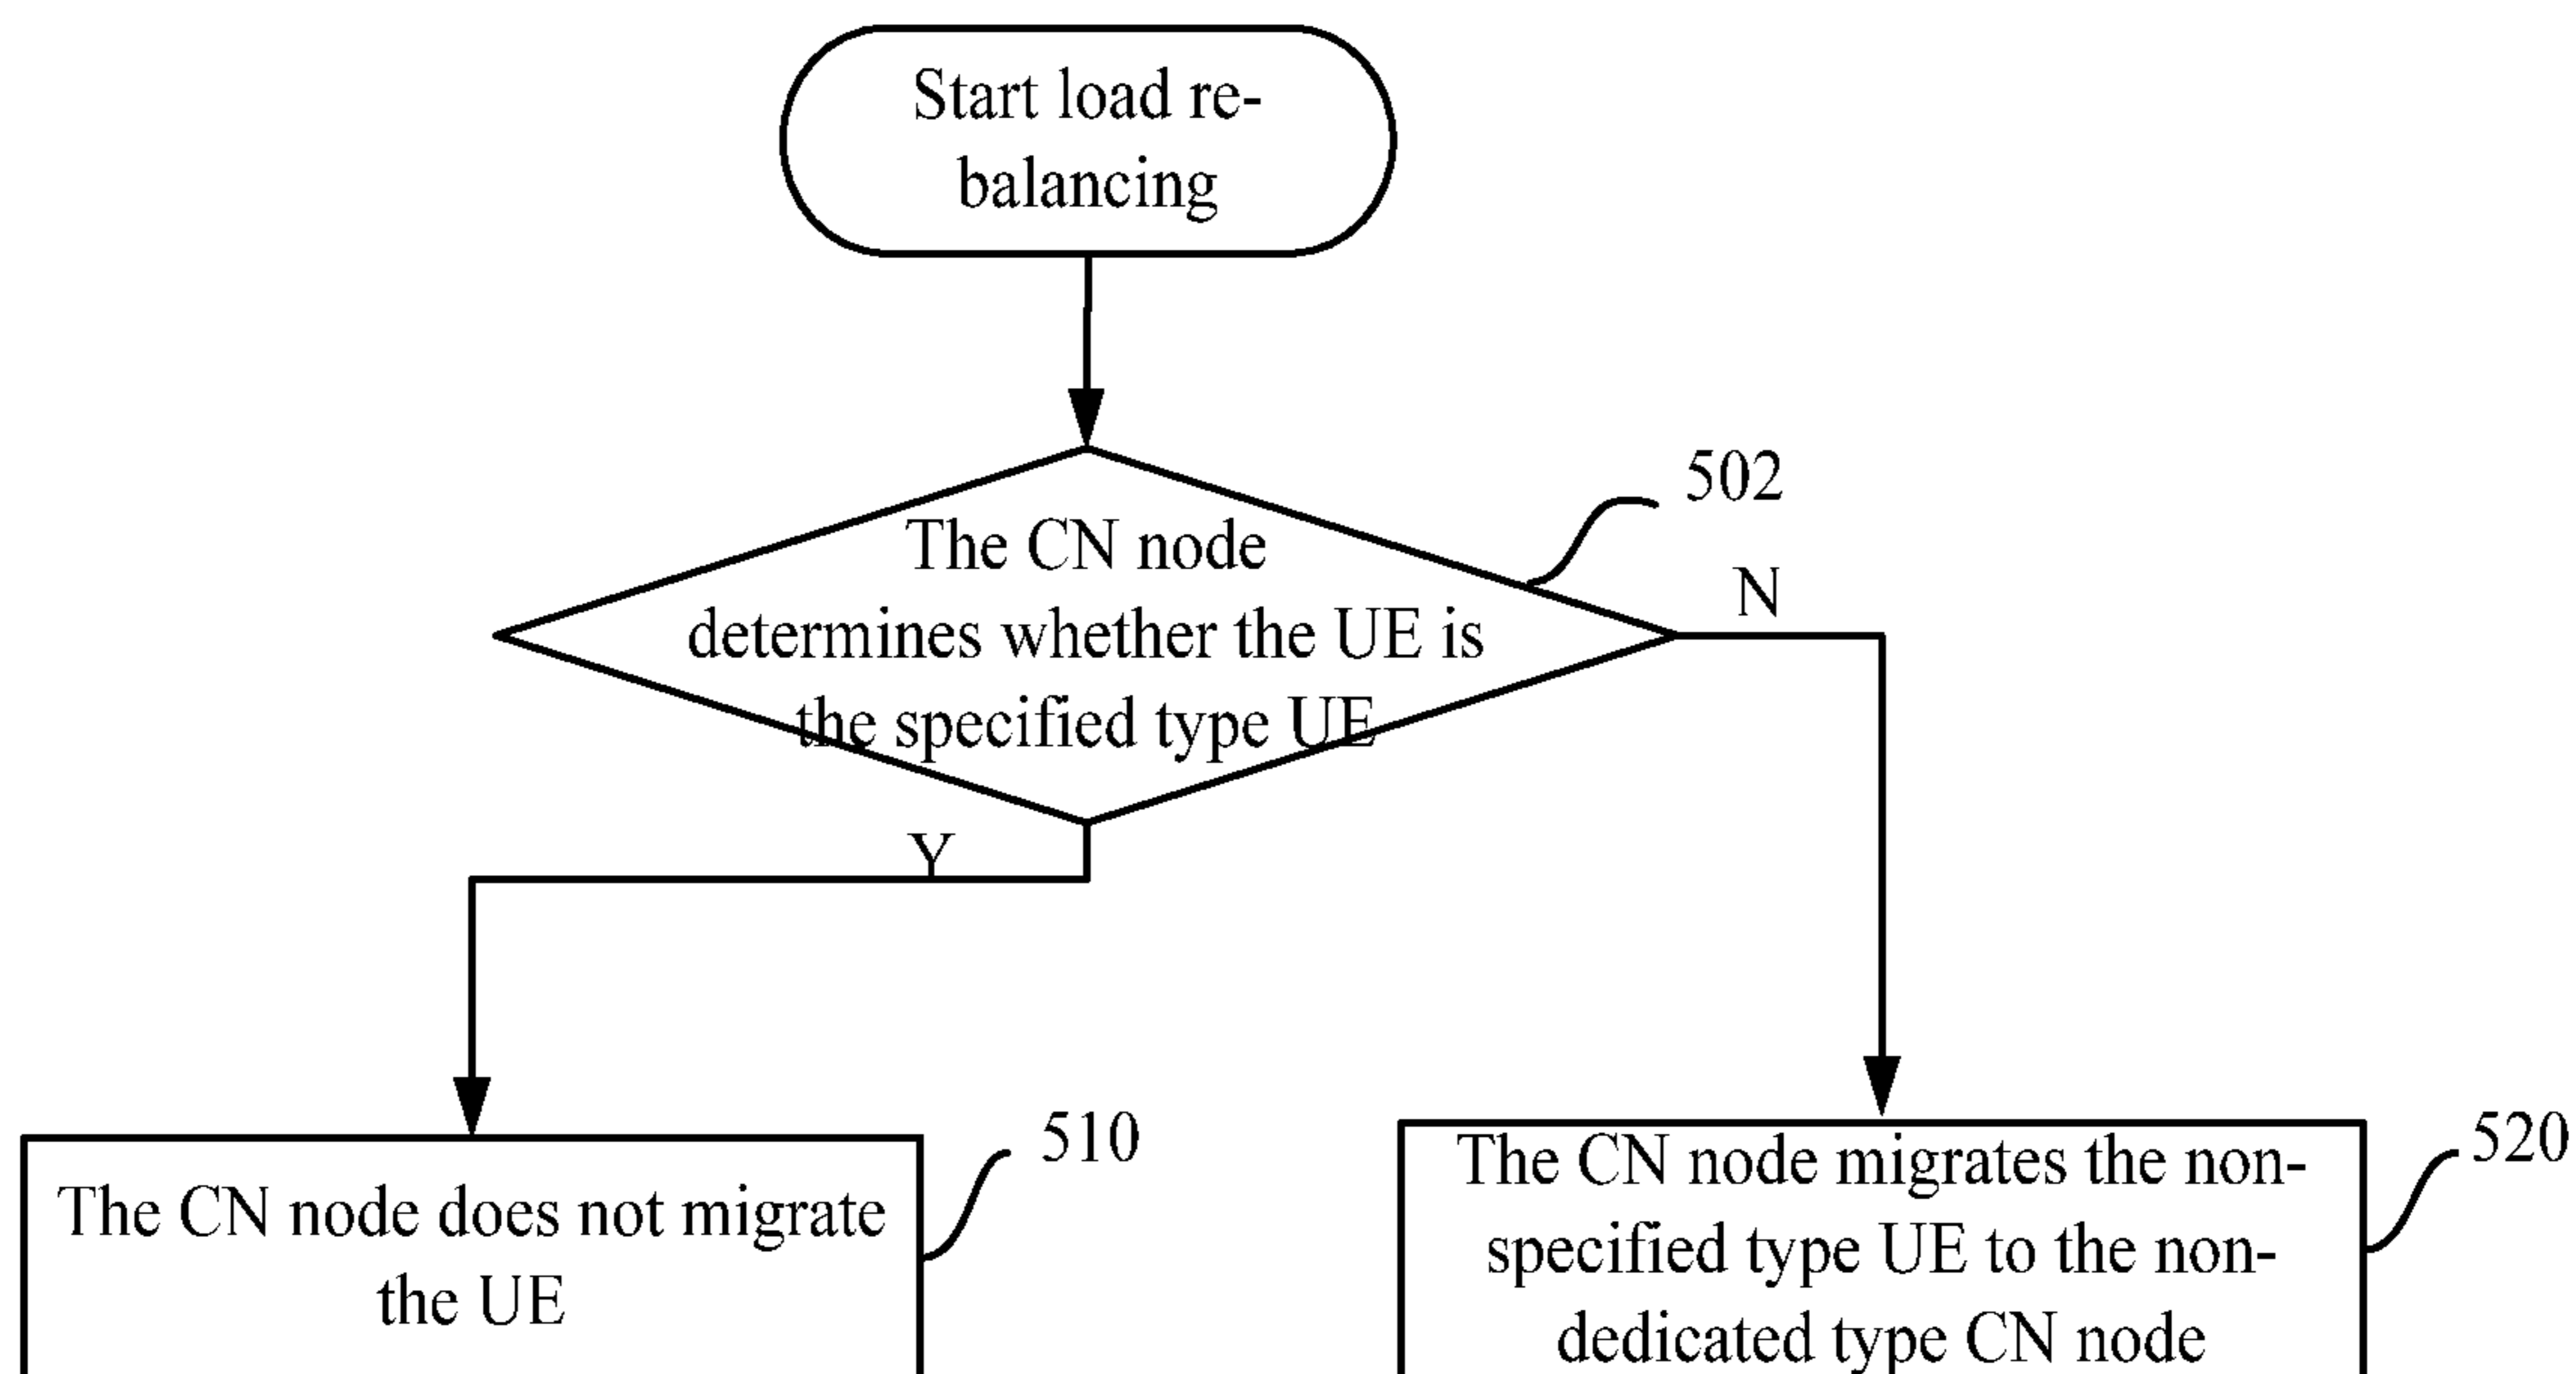 Start load re-
balancing
502
The CN node
determines whether the UE is
the specified type UE
N
Y
510
The CN node does not migrate
the UE
520
The CN node migrates the non-
specified type UE to the non-
dedicated type CN node